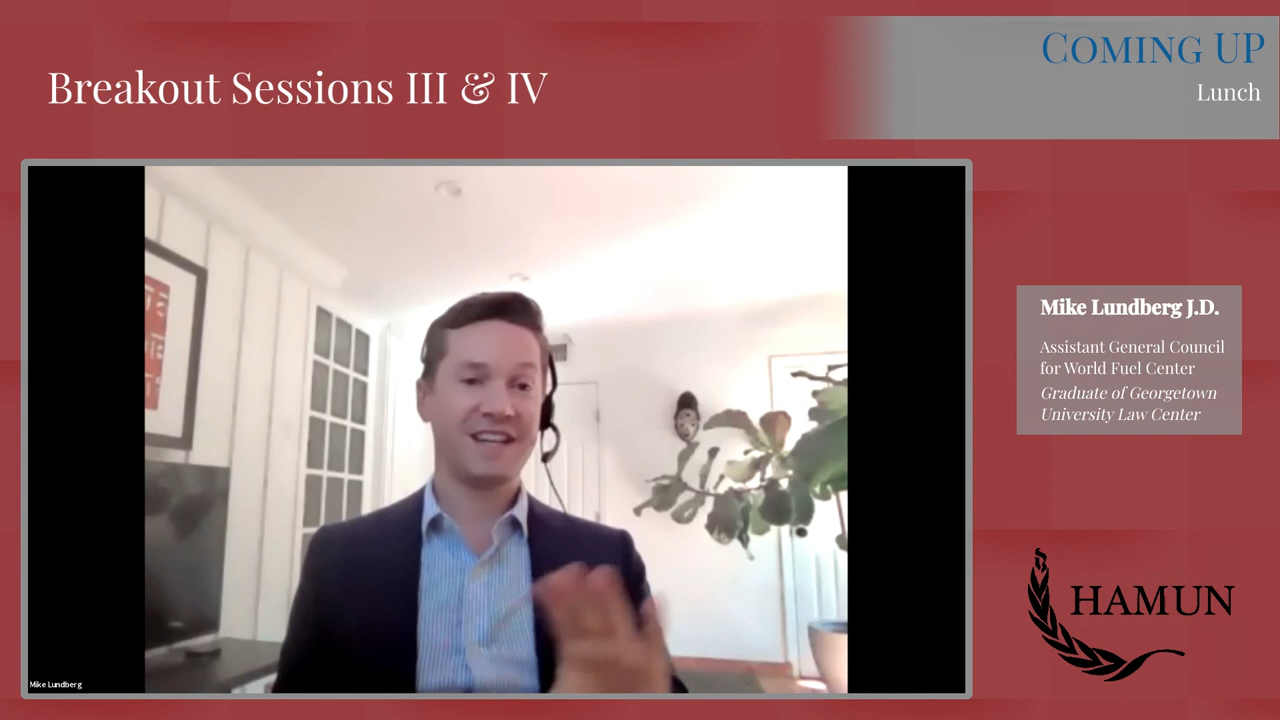 Breakout Sessions III & IV
COMING UP
Lunch
Mike Lundberg J.D.
Assistant General Council
for World Fuel Center
Graduate of Georgetown
University Law Center
HAMUN
Mike Lundberg